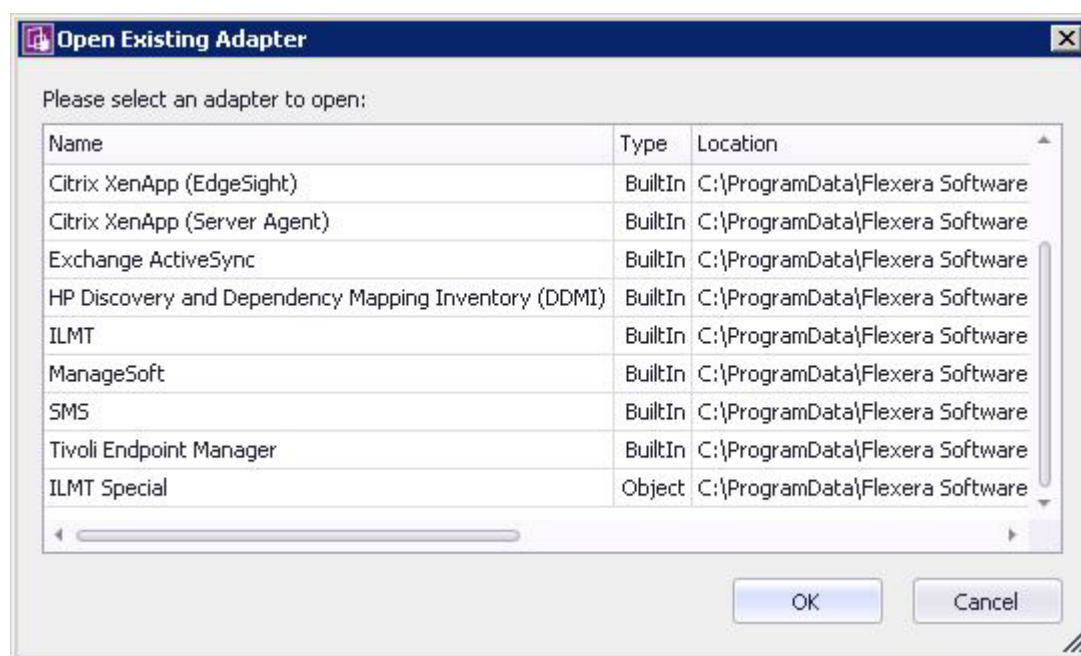 Open Existing Adapter
Please select an adapter to open:
Name Type Location
Citrix XenApp (EdgeSight) BuiltIn C:\ProgramData\Flexera Software
Citrix XenApp (Server Agent) BuiltIn C:\ProgramData\Flexera Software
Exchange ActiveSync BuiltIn C:\ProgramData\Flexera Software
HP Discovery and Dependency Mapping Inventory (DDMI) BuiltIn C:\ProgramData\Flexera Software
ILMT BuiltIn C:\ProgramData\Flexera Software
ManageSoft BuiltIn C:\ProgramData\Flexera Software
SMS BuiltIn C:\ProgramData\Flexera Software
Tivoli Endpoint Manager BuiltIn C:\ProgramData\Flexera Software
ILMT Special Object C:\ProgramData\Flexera Software
OK Cancel